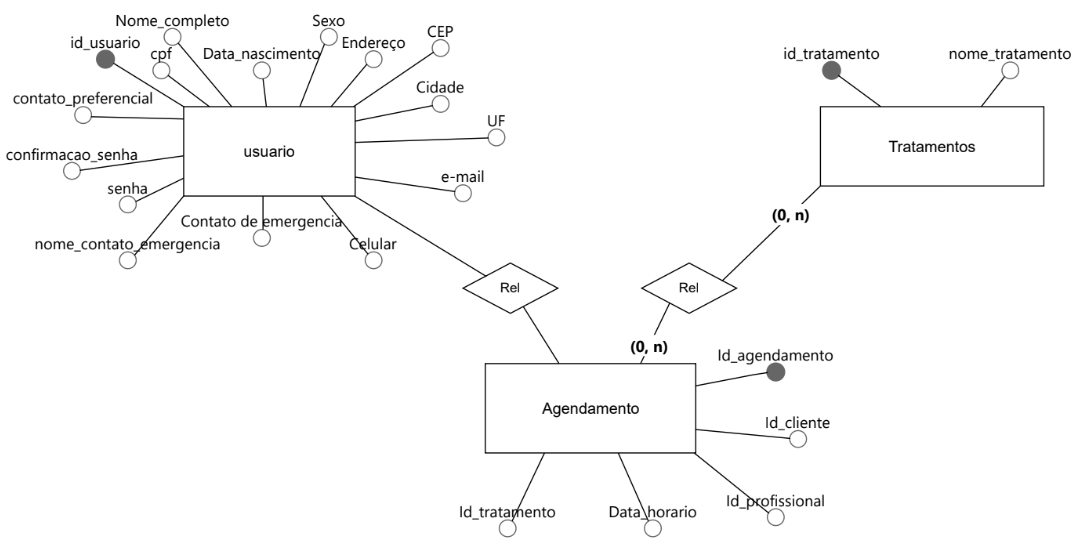 Nome_completo
Sexo
id_usuario
cpf
Data_nascimento
Endereço
CEP
id_tratamento
nome_tratamento
contato_preferencial
Cidade
UF
usuario
Tratamentos
confirmacao_senha
senha
e-mail
Contato de emergencia
nome_contato_emergencia
Celular
(0, n)
Rel
Rel
(0, n)
Id_agendamento
Agendamento
Id_cliente
Id_profissional
Id_tratamento
Data_horario